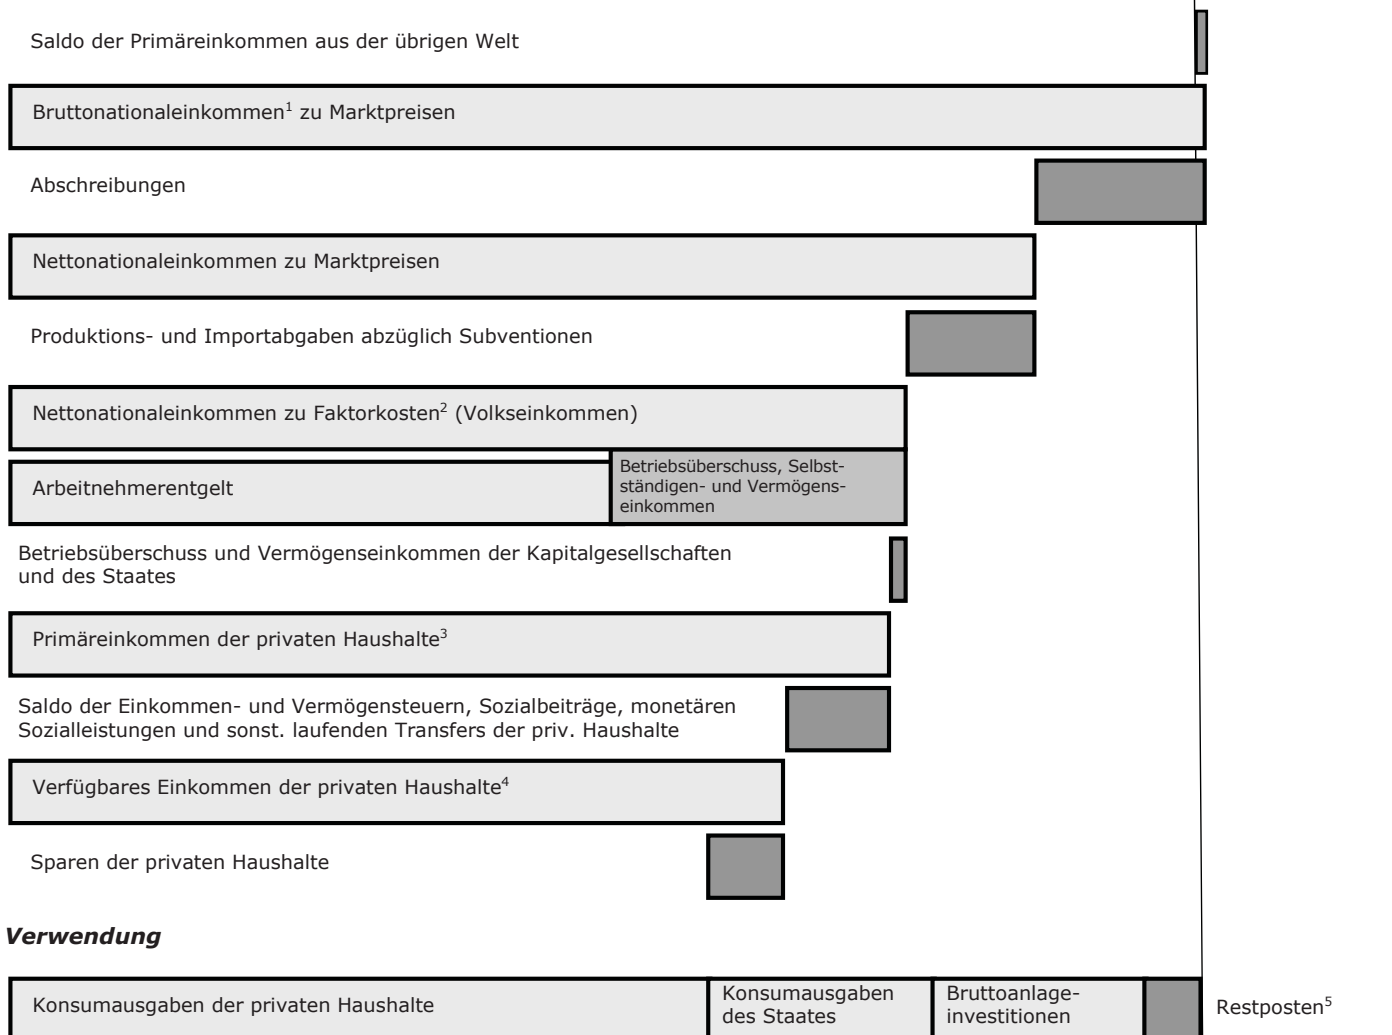 Saldo der Primäreinkommen aus der übrigen Welt
Bruttonationaleinkommen¹ zu Marktpreisen
Abschreibungen
Nettonationaleinkommen zu Marktpreisen
Produktions- und Importabgaben abzüglich Subventionen
Nettonationaleinkommen zu Faktorkosten² (Volkseinkommen)
Arbeitnehmerentgelt
Betriebsüberschuss, Selbst-
ständigen- und Vermögens-
einkommen
Betriebsüberschuss und Vermögenseinkommen der Kapitalgesellschaften
und des Staates
Primäreinkommen der privaten Haushalte³
Saldo der Einkommen- und Vermögensteuern, Sozialbeiträge, monetären
Sozialleistungen und sonst. laufenden Transfers der priv. Haushalte
Verfügbares Einkommen der privaten Haushalte⁴
Sparen der privaten Haushalte
Verwendung
Konsumausgaben der privaten Haushalte
Konsumausgaben
des Staates
Bruttoanlage-
investitionen
Restposten⁵